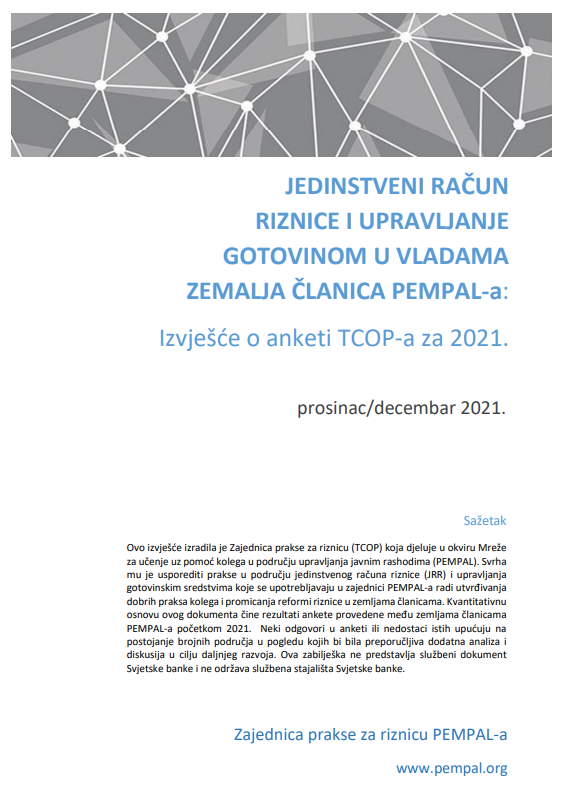 JEDINSTVENI RAČUN
RIZNICE I UPRAVLJANJE
GOTOVINOM U VLADAMA
ZEMALJA ČLANICA PEMPAL-a:
Izvješće o anketi TCOP-a za 2021.
prosinac/decembar 2021.
Sažetak
Ovo izvješće izradila je Zajednica prakse za riznicu (TCOP) koja djeluje u okviru Mreže
za učenje uz pomoć kolega u području upravljanja javnim rashodima (PEMPAL). Svrha
mu je usporediti prakse u području jedinstvenog računa riznice (JRR) i upravljanja
gotovinskim sredstvima koje se upotrebljavaju u zajednici PEMPAL-a radi utvrđivanja
dobrih praksa kolega i promicanja reformi riznice u zemljama članicama. Kvantitativnu
osnovu ovog dokumenta čine rezultati ankete provedene među zemljama članicama
PEMPAL-a početkom 2021. Neki odgovori u anketi ili nedostaci istih upućuju na
postojanje brojnih područja u pogledu kojih bi bila preporučljiva dodatna analiza i
diskusija u cilju daljnjeg razvoja. Ova zabilješka ne predstavlja službeni dokument
Svjetske banke i ne održava službena stajališta Svjetske banke.
Zajednica prakse za riznicu PEMPAL-a
www.pempal.org